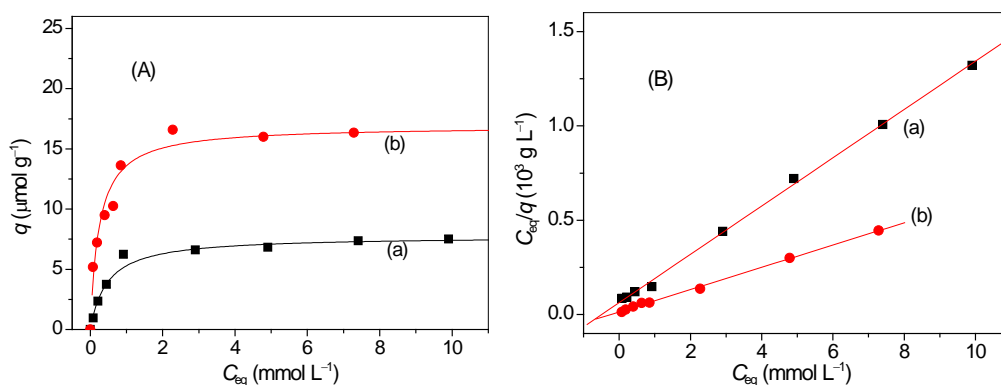 (A)
25
20
15
10
5
0
q (μmol g⁻¹)
(b)
(a)
0 2 4 6 8 10
C_eq (mmol L⁻¹)
(B)
1.5
1.0
0.5
0.0
C_eq/q (10³ g L⁻¹)
(a)
(b)
0 2 4 6 8 10
C_eq (mmol L⁻¹)